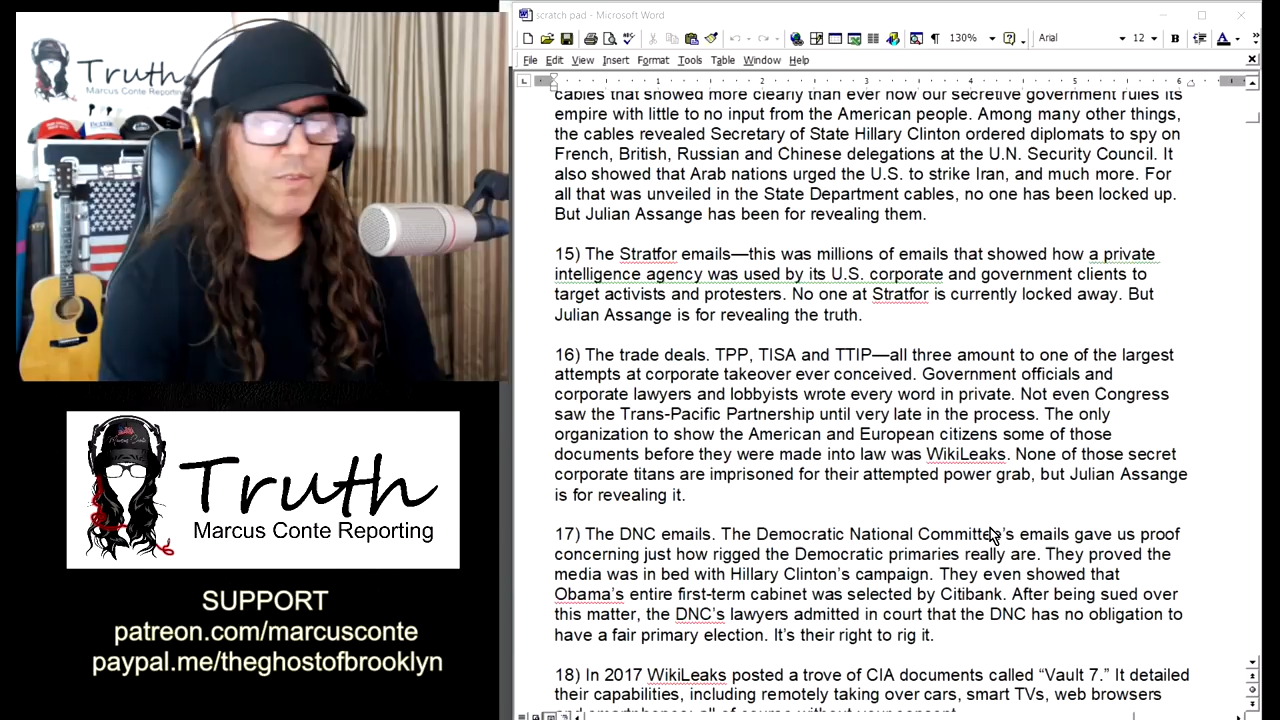 Truth
Marcus Conte Reporting
Truth
Marcus Conte Reporting
SUPPORT
patreon.com/marcusconte
paypal.me/theghostofbrooklyn
scratch pad - Microsoft Word
130%
Arial
12
B
A
File Edit View Insert Format Tools Table Window Help
1 2 3 4 5 6
cables that showed more clearly than ever how our secretive government rules its
empire with little to no input from the American people. Among many other things,
the cables revealed Secretary of State Hillary Clinton ordered diplomats to spy on
French, British, Russian and Chinese delegations at the U.N. Security Council. It
also showed that Arab nations urged the U.S. to strike Iran, and much more. For
all that was unveiled in the State Department cables, no one has been locked up.
But Julian Assange has been for revealing them.
15) The Stratfor emails—this was millions of emails that showed how a private
intelligence agency was used by its U.S. corporate and government clients to
target activists and protesters. No one at Stratfor is currently locked away. But
Julian Assange is for revealing the truth.
16) The trade deals. TPP, TISA and TTIP—all three amount to one of the largest
attempts at corporate takeover ever conceived. Government officials and
corporate lawyers and lobbyists wrote every word in private. Not even Congress
saw the Trans-Pacific Partnership until very late in the process. The only
organization to show the American and European citizens some of those
documents before they were made into law was WikiLeaks. None of those secret
corporate titans are imprisoned for their attempted power grab, but Julian Assange
is for revealing it.
17) The DNC emails. The Democratic National Committee's emails gave us proof
concerning just how rigged the Democratic primaries really are. They proved the
media was in bed with Hillary Clinton's campaign. They even showed that
Obama's entire first-term cabinet was selected by Citibank. After being sued over
this matter, the DNC's lawyers admitted in court that the DNC has no obligation to
have a fair primary election. It's their right to rig it.
18) In 2017 WikiLeaks posted a trove of CIA documents called “Vault 7.” It detailed
their capabilities, including remotely taking over cars, smart TVs, web browsers